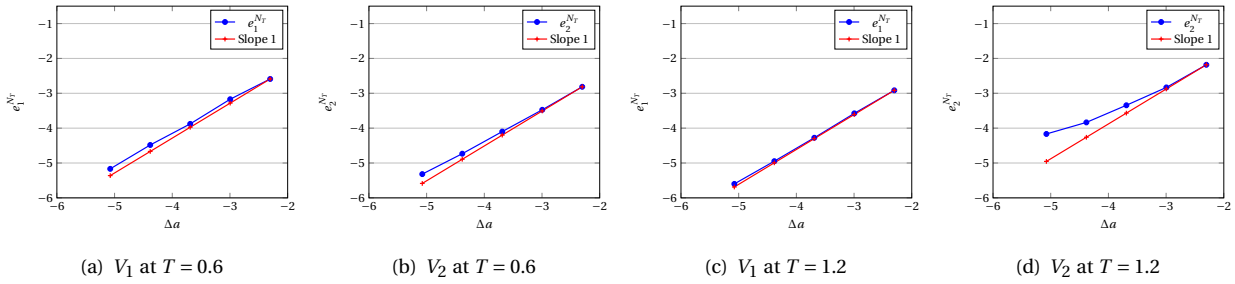 −1
−2
−3
−4
−5
−6
−6 −5 −4 −3 −2
Δa
e_1^{N_T}
e_1^{N_T}
Slope 1
(a) V_1 at T = 0.6
−1
−2
−3
−4
−5
−6
−6 −5 −4 −3 −2
Δa
e_2^{N_T}
e_2^{N_T}
Slope 1
(b) V_2 at T = 0.6
−1
−2
−3
−4
−5
−6
−6 −5 −4 −3 −2
Δa
e_1^{N_T}
e_1^{N_T}
Slope 1
(c) V_1 at T = 1.2
−1
−2
−3
−4
−5
−6
−6 −5 −4 −3 −2
Δa
e_2^{N_T}
e_2^{N_T}
Slope 1
(d) V_2 at T = 1.2